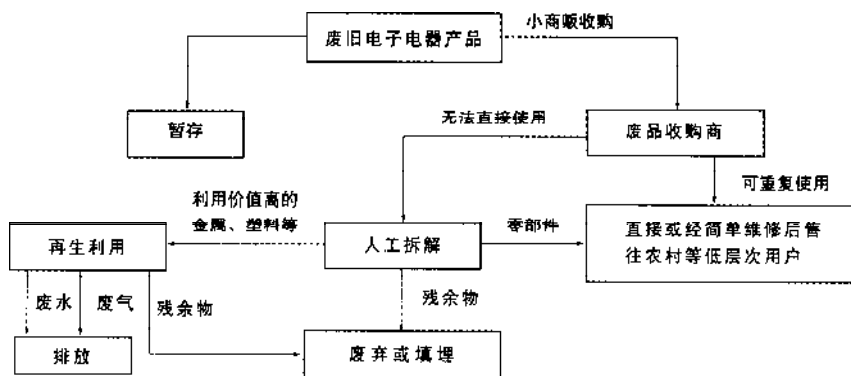 小商贩收购
废旧电子电器产品
暂存
无法直接使用
废品收购商
可重复使用
利用价值高的
金属、塑料等
零部件
直接或经简单维修后管
往农村等低层次用户
再生利用
人工拆解
废水
废气
残余物
残余物
排放
废弃或填埋